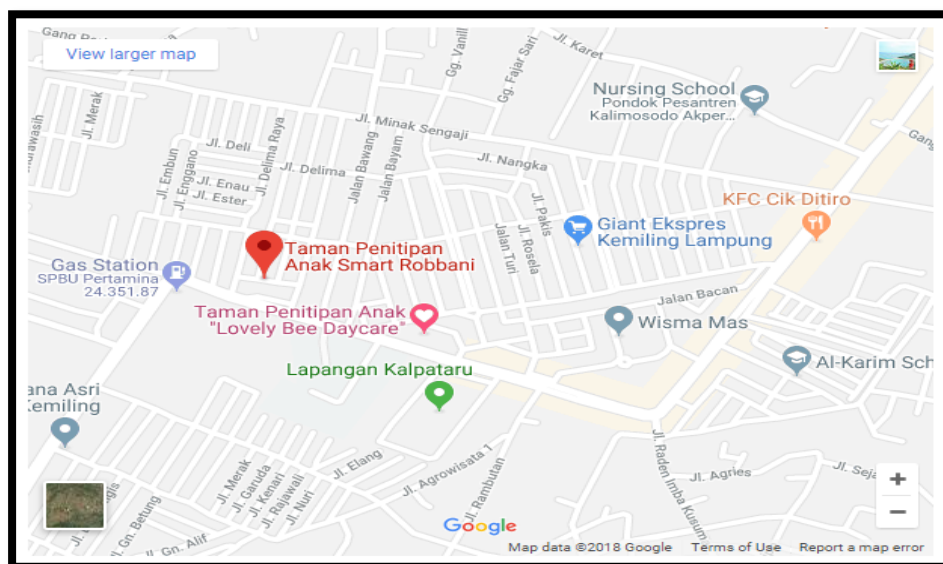 View larger map
Gang
Jl. Merak
Gg. Vanili
Gg. Fajar Sari
Jl. Karet
Nursing School
Pondok Pesantren
Kalimosodo Akper...
Gang
Jl. Minak Sengaji
Jl. Embun
Jl. Enggano
Jl. Deli
Jl. Enau
Jl. Ester
Jl. Delima Raya
Jl. Delima
Jalan Bawang
Jalan Bayam
Jl. Nangka
Jl. Pakis
Jl. Rosela
Jalan Turi
KFC Cik Ditiro
Giant Ekspres
Kemiling Lampung
Taman Penitipan
Anak Smart Robbani
Gas Station
SPBU Pertamina
24.351.87
Taman Penitipan Anak
"Lovely Bee Daycare"
Jalan Bacan
Wisma Mas
Al-Karim Sch
Lapangan Kalpataru
ana Asri
Kemiling
Jl. Merak
Jl. Garuda
Jl. Kenari
Jl. Rajawali
Jl. Nuri
Jl. Elang
Jl. Agrowisata 1
Jl. Rambutan
Jl. Raden Imba Kusum
Jl. Agries
Jl. Seja
Jl. Gn. Betung
Jl. Gn. Alif
+
−
Google
Map data ©2018 Google Terms of Use Report a map error